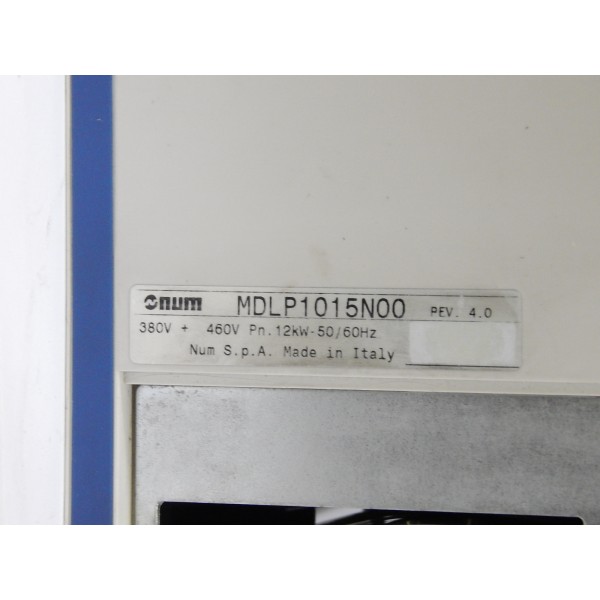 num MDLP1015N00 REV. 4.0
380V + 460V Pn.12kW-50/60Hz
Num S.p.A. Made in Italy